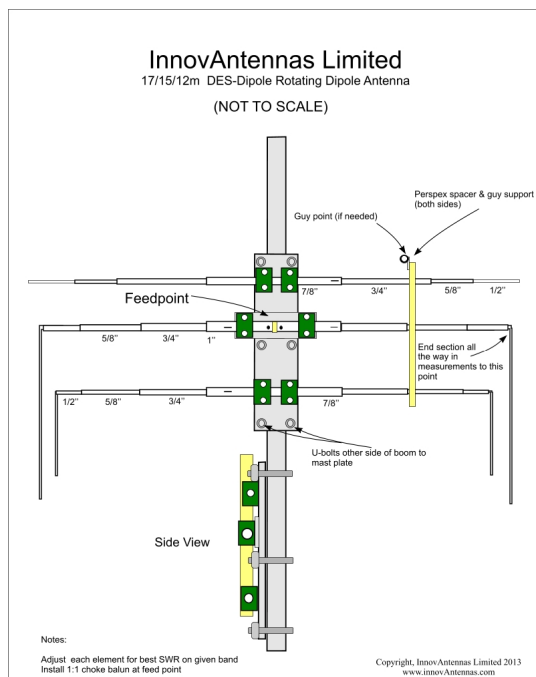 InnovAntennas Limited
17/15/12m  DES-Dipole Rotating Dipole Antenna
(NOT TO SCALE)
Perspex spacer & guy support
(both sides)
Guy point (if needed)
7/8" 3/4" 5/8" 1/2"
Feedpoint
5/8" 3/4" 1"
End section all
the way in
measurements to this
point
1/2" 5/8" 3/4" 7/8"
U-bolts other side of boom to
mast plate
Side View
Notes:
Adjust  each element for best SWR on given band
Install 1:1 choke balun at feed point
Copyright, InnovAntennas Limited 2013
www.innovAntennas.com